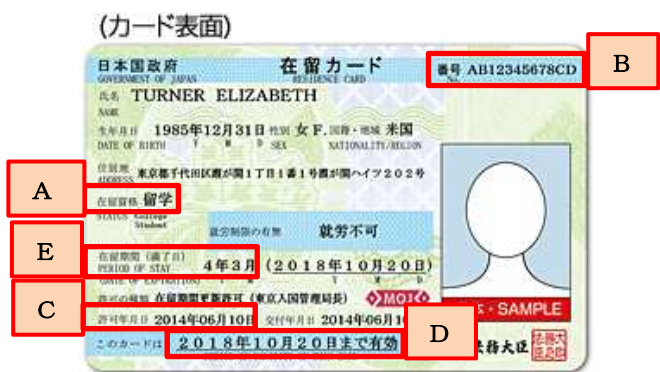 (カード表面)
日本国政府 在留カード 番号 AB12345678CD B
GOVERNMENT OF JAPAN RESIDENCE CARD No.
氏名 TURNER ELIZABETH
NAME
生年月日 1985年12月31日 性別 女 F. 国籍・地域 米国
DATE OF BIRTH Y M D SEX NATIONALITY/REGION
住居地 東京都千代田区霞が関1丁目1番1号霞が関ハイツ202号
ADDRESS
A 在留資格 留学
STATUS College
Student
就労制限の有無 就労不可
E 在留期間 (満了日) 4年3月 (2018年10月20日)
PERIOD OF STAY
(DATE OF EXPIRATION) Y M Y M D
許可の種類 在留期間更新許可 (東京入国管理局長) MOJ
C 許可年月日 2014年06月10日 交付年月日 2014年06月1
・SAMPLE
このカードは 2018年10月20日まで有効 D
務大臣